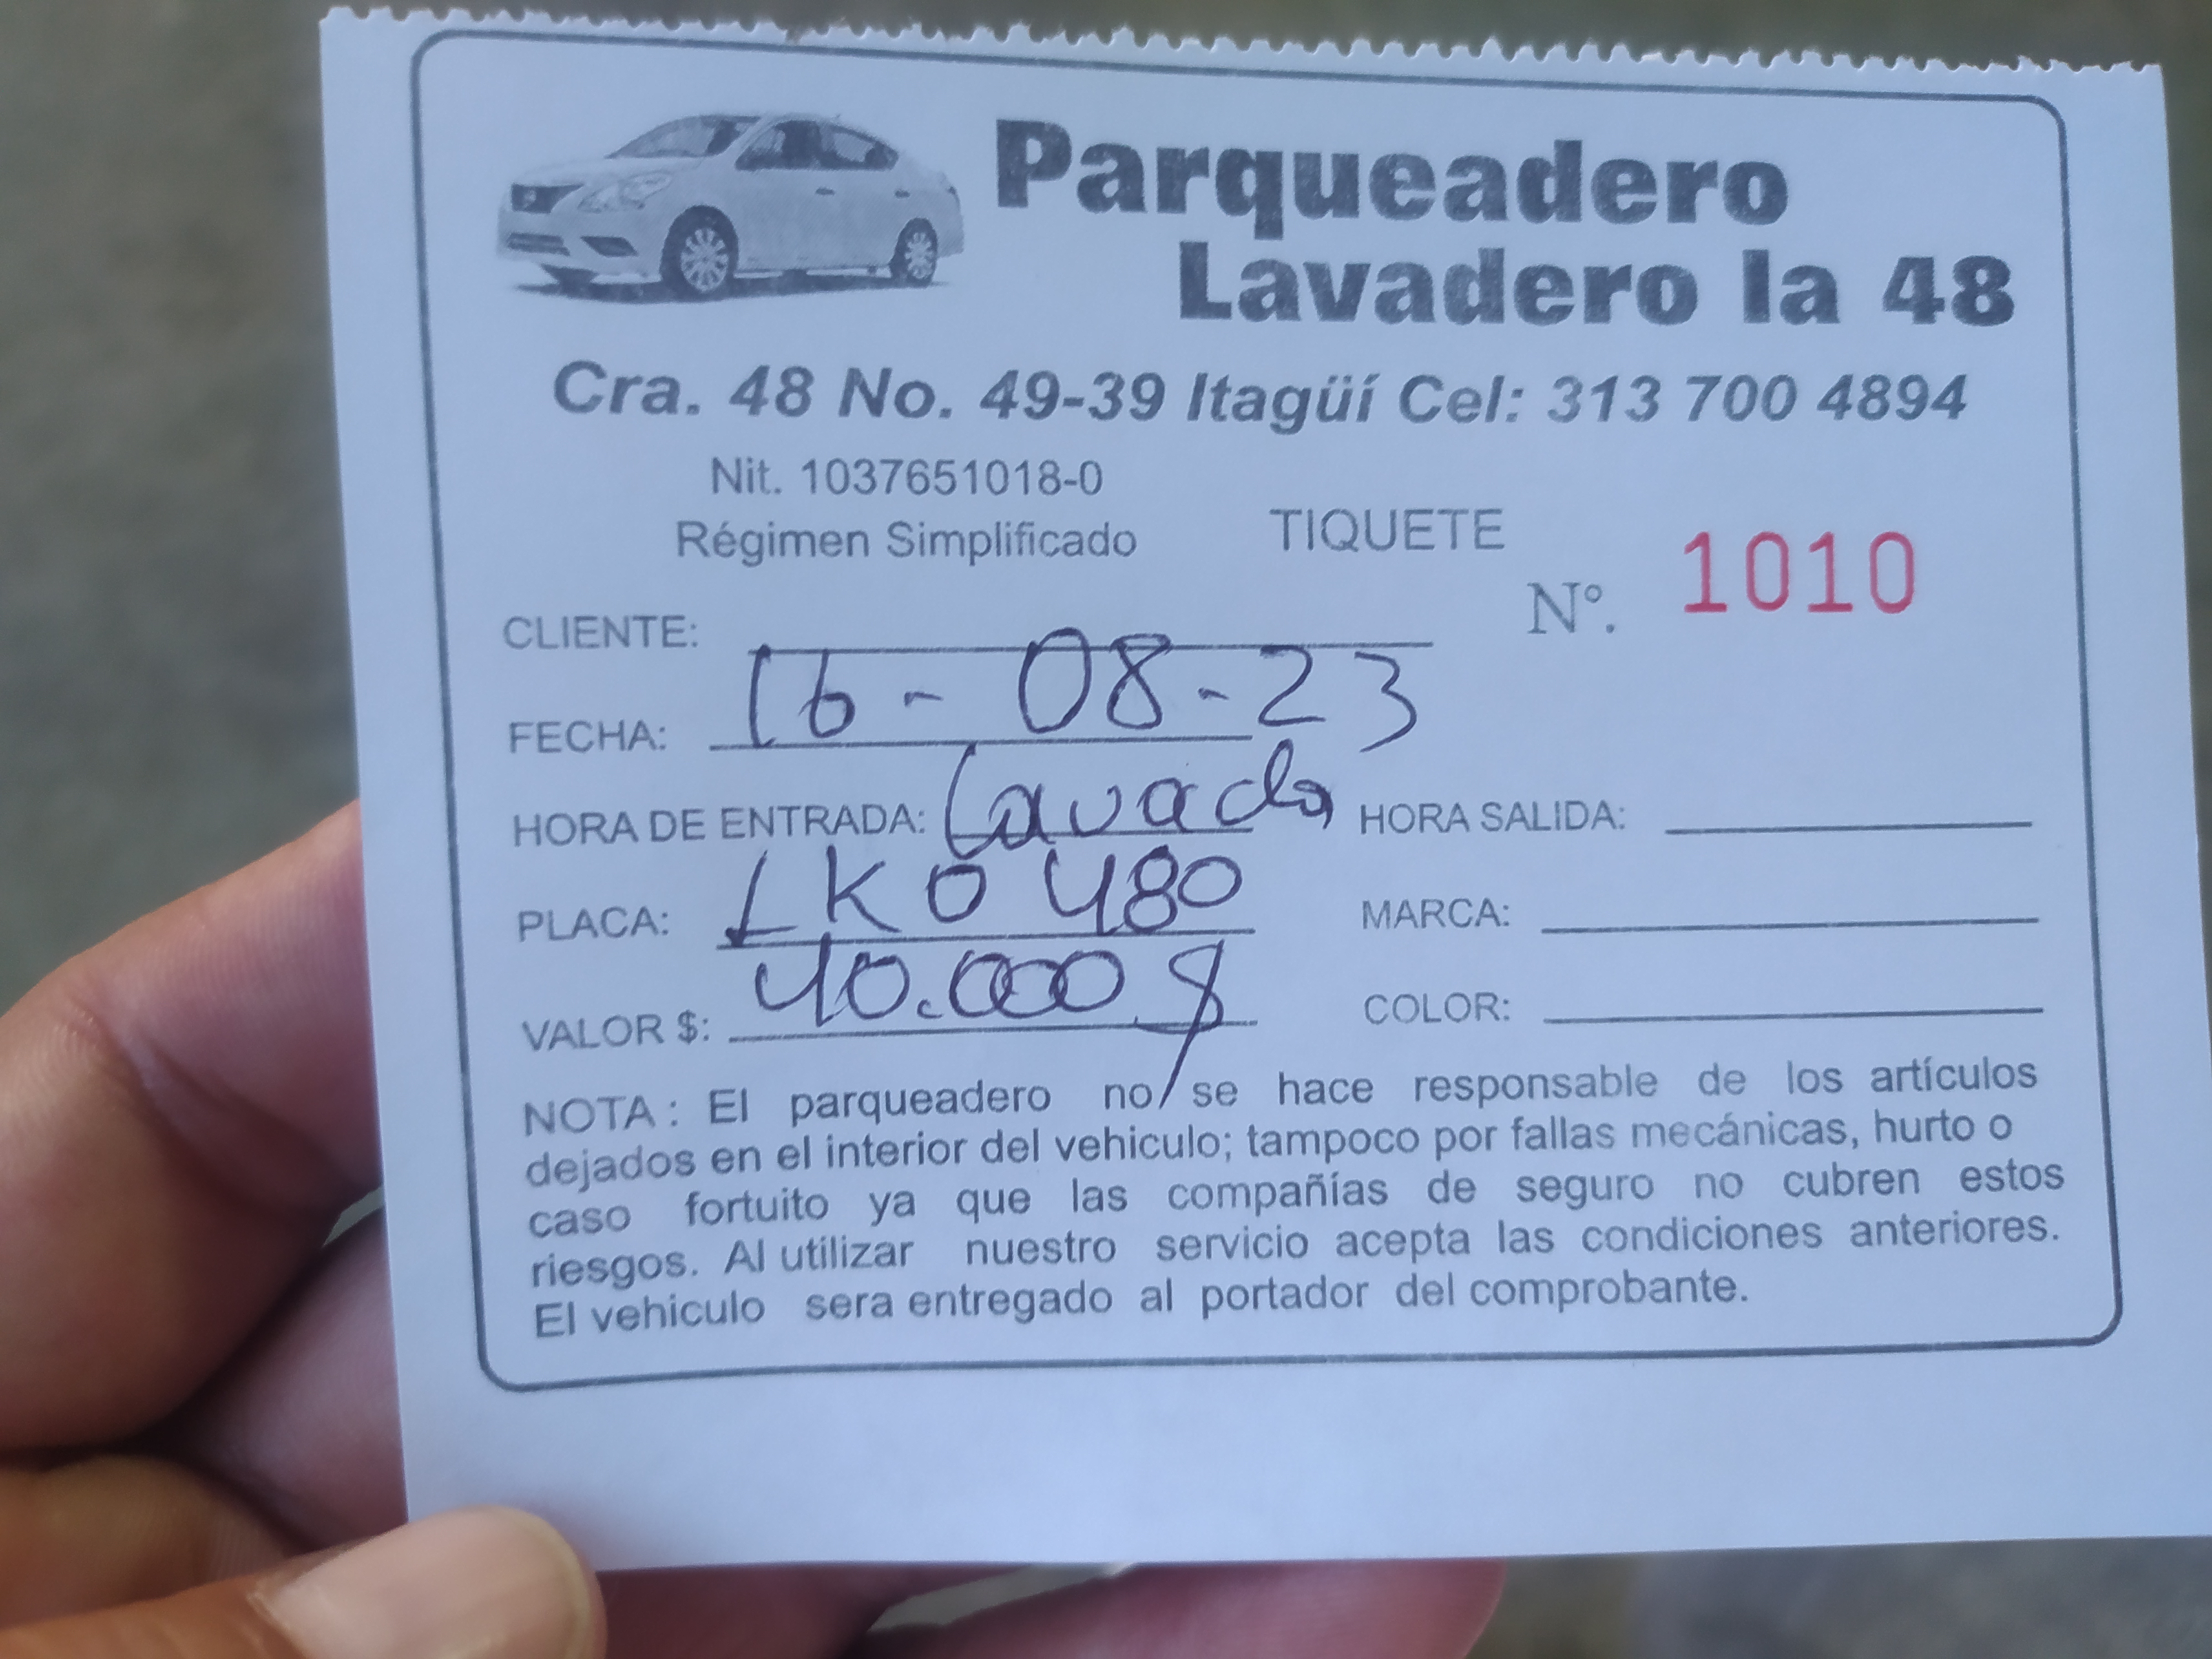 Parqueadero
Lavadero la 48
Cra. 48 No. 49-39 Itagüí Cel: 313 700 4894
Nit. 1037651018-0
Régimen Simplificado
TIQUETE
Nº. 1010
CLIENTE:
FECHA: 16-08-23
HORA DE ENTRADA: Lavado HORA SALIDA:
PLACA: LKO 480 MARCA:
VALOR $: 40.000 $ COLOR:
NOTA: El parqueadero no se hace responsable de los artículos
dejados en el interior del vehiculo; tampoco por fallas mecánicas, hurto o
caso fortuito ya que las compañías de seguro no cubren estos
riesgos. Al utilizar nuestro servicio acepta las condiciones anteriores.
El vehiculo sera entregado al portador del comprobante.